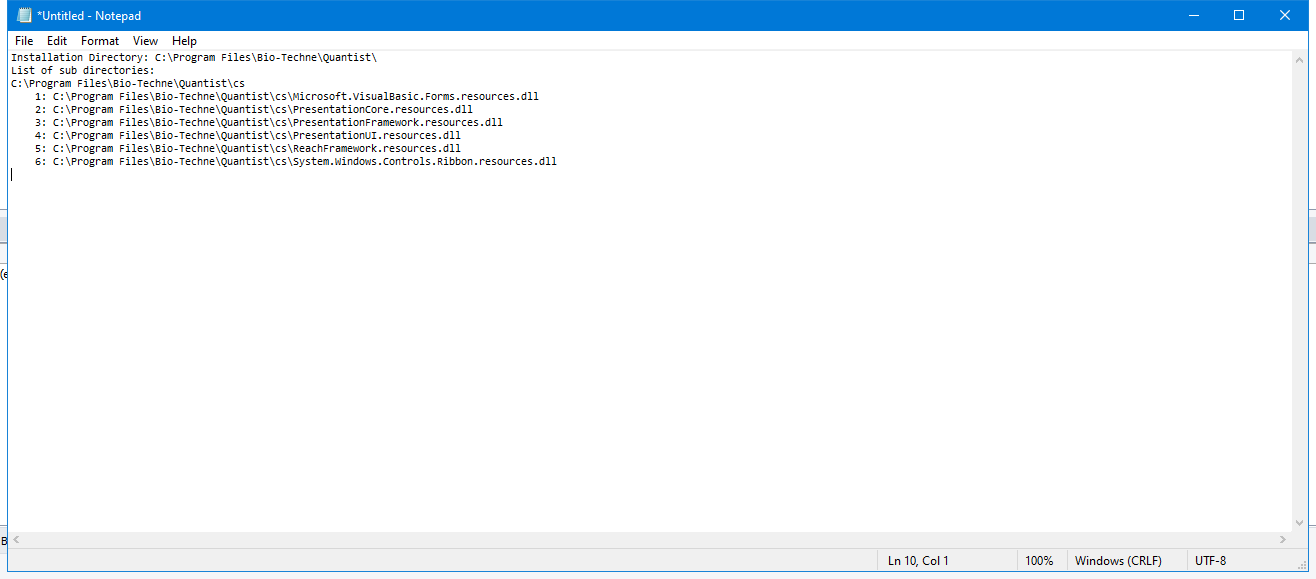 *Untitled - Notepad
File Edit Format View Help
Installation Directory: C:\Program Files\Bio-Techne\Quantist\
List of sub directories:
C:\Program Files\Bio-Techne\Quantist\cs
1: C:\Program Files\Bio-Techne\Quantist\cs\Microsoft.VisualBasic.Forms.resources.dll
2: C:\Program Files\Bio-Techne\Quantist\cs\PresentationCore.resources.dll
3: C:\Program Files\Bio-Techne\Quantist\cs\PresentationFramework.resources.dll
4: C:\Program Files\Bio-Techne\Quantist\cs\PresentationUI.resources.dll
5: C:\Program Files\Bio-Techne\Quantist\cs\ReachFramework.resources.dll
6: C:\Program Files\Bio-Techne\Quantist\cs\System.Windows.Controls.Ribbon.resources.dll
Ln 10, Col 1 100% Windows (CRLF) UTF-8